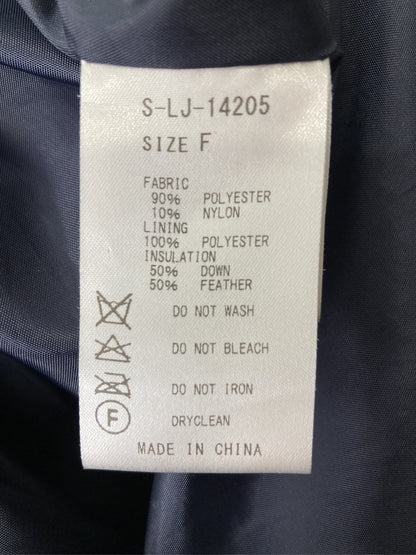 S-LJ-14205
SIZE F
FABRIC
90% POLYESTER
10% NYLON
LINING
100% POLYESTER
INSULATION
50% DOWN
50% FEATHER
DO NOT WASH
DO NOT BLEACH
DO NOT IRON
F DRYCLEAN
MADE IN CHINA